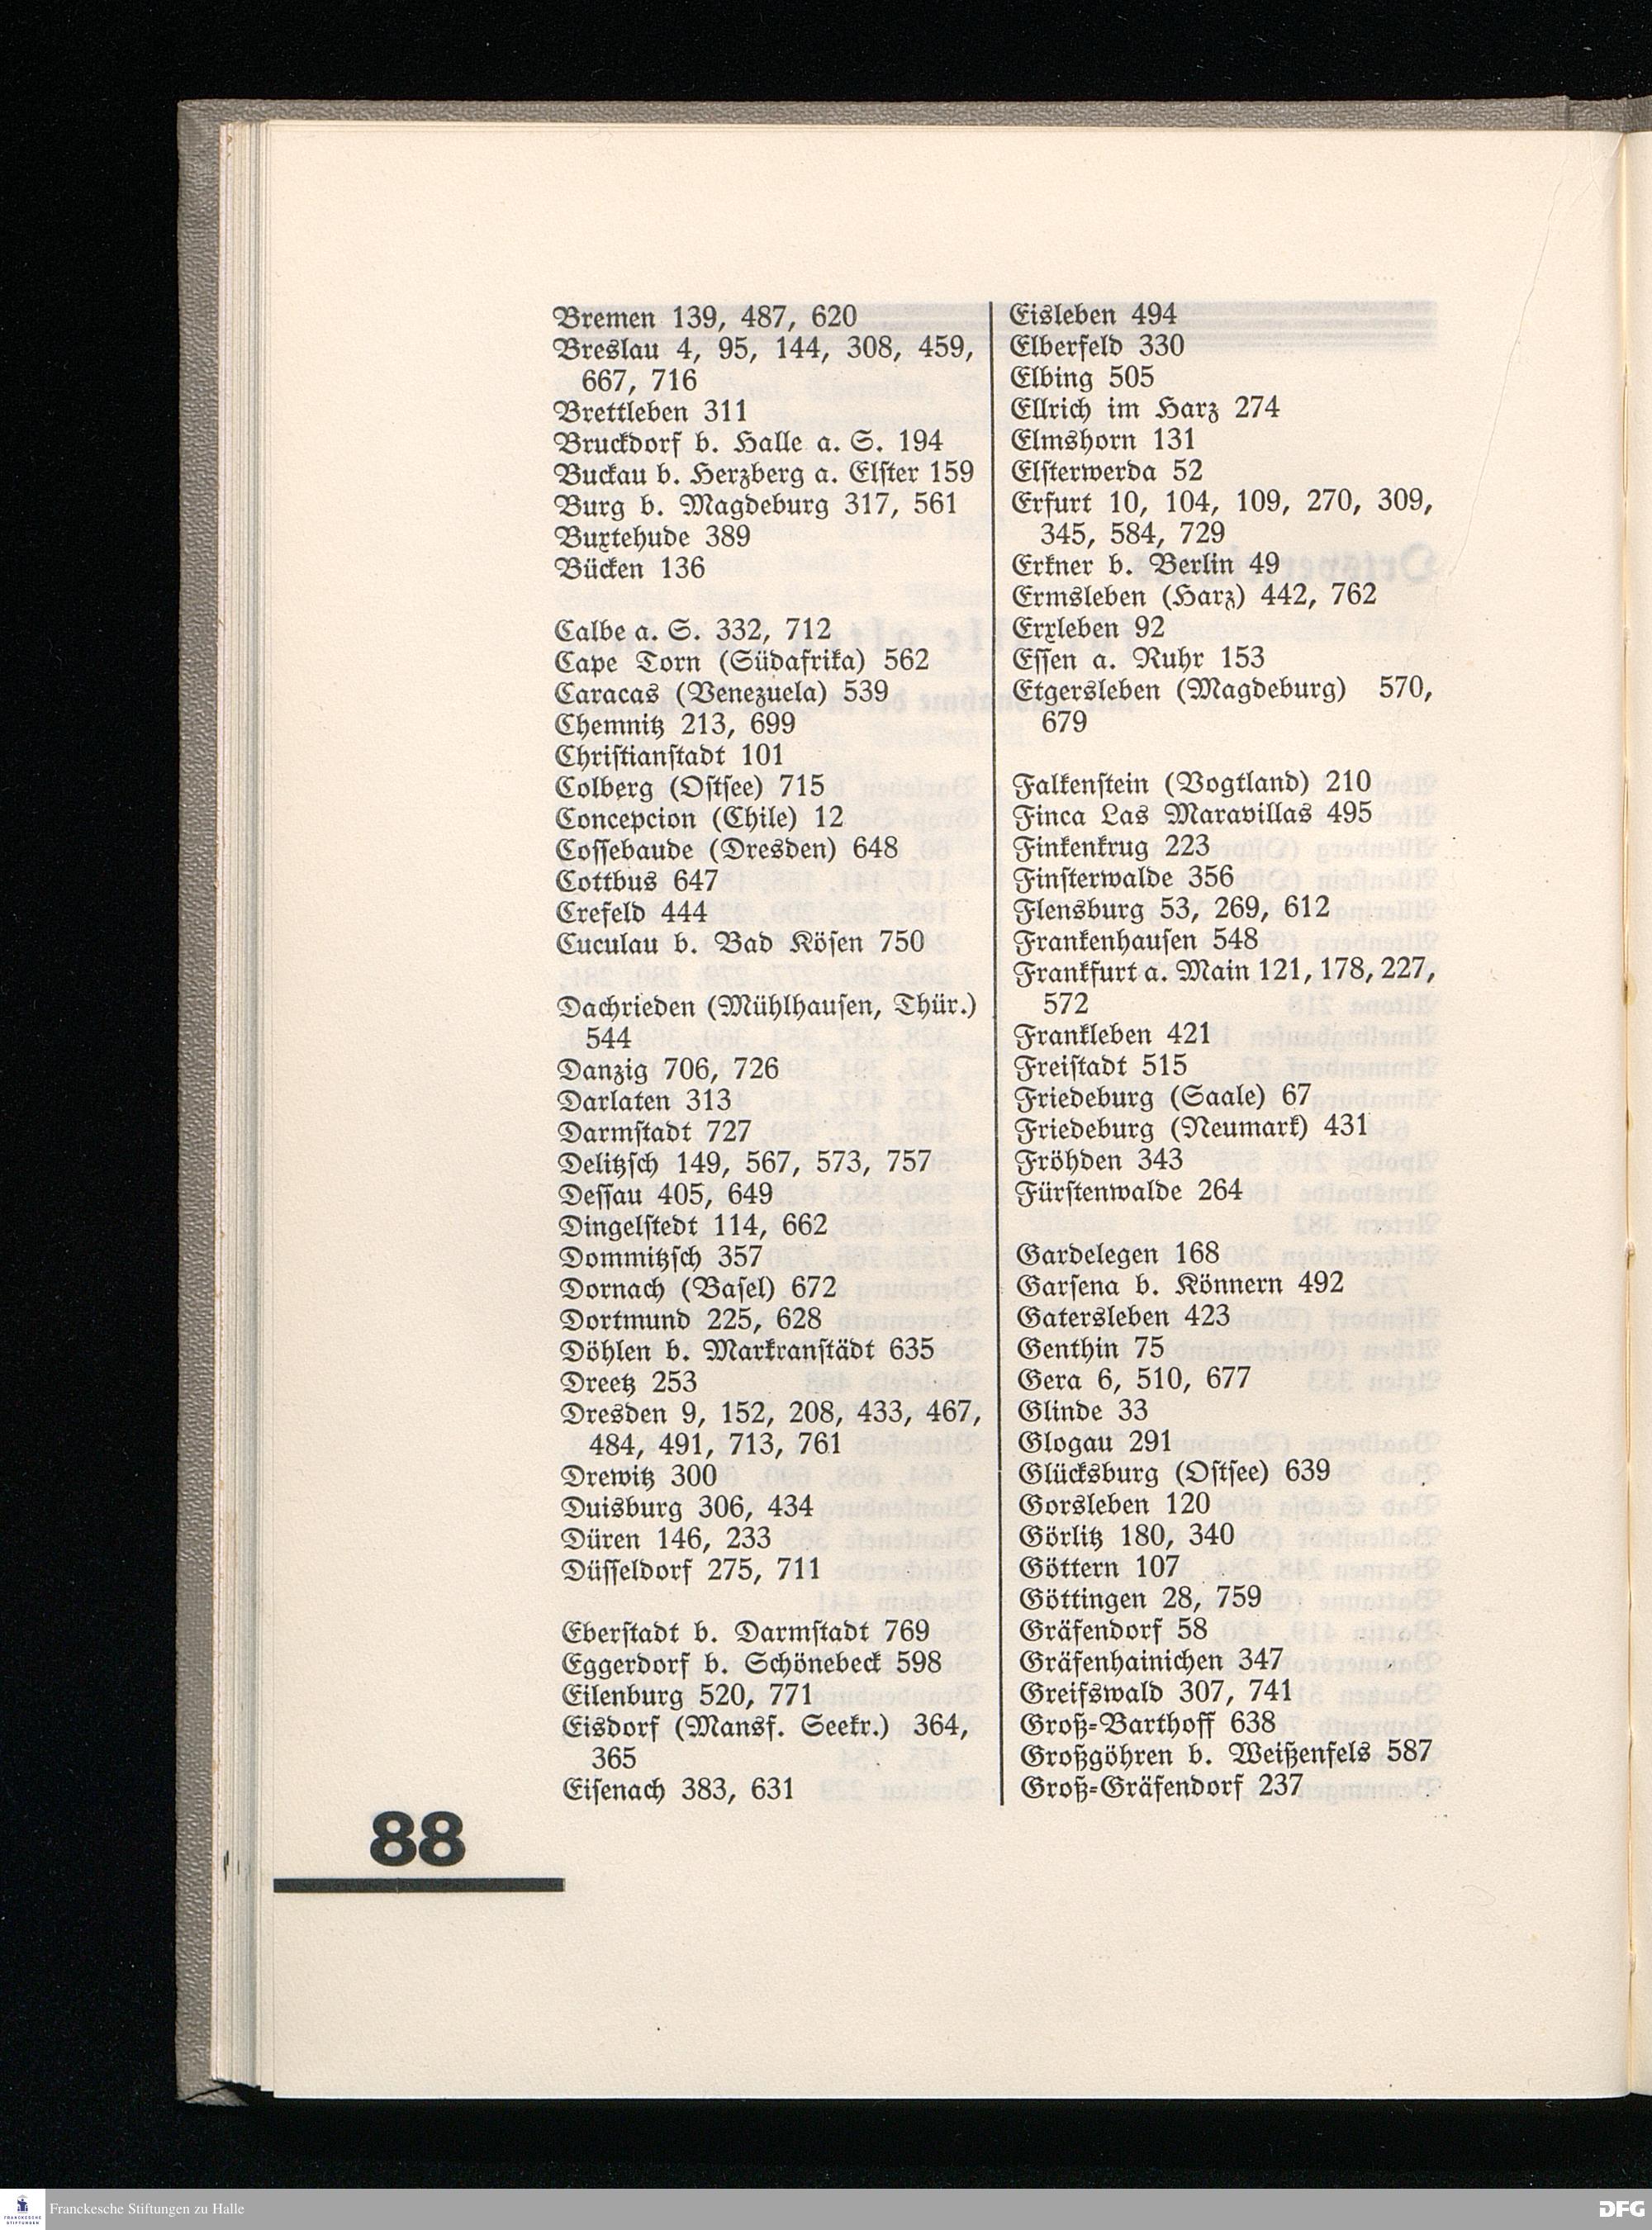 Bremen 139, 487, 620
Breslau 4, 95, 144, 308, 459,
667, 716
Brettleben 311
Bruckdorf b. Halle a. S. 194
Buckau b. Herzberg a. Elster 159
Burg b. Magdeburg 317, 561
Buxtehude 389
Bücken 136
Calbe a. S. 332, 712
Cape Torn (Südafrika) 562
Caracas (Venezuela) 539
Chemnitz 213, 699
Christianstadt 101
Colberg (Ostsee) 715
Concepcion (Chile) 12
Cossebaude (Dresden) 648
Cottbus 647
Crefeld 444
Cuculau b. Bad Kösen 750
Dachrieden (Mühlhausen, Thür.)
544
Danzig 706, 726
Darlaten 313
Darmstadt 727
Delitzsch 149, 567, 573, 757
Dessau 405, 649
Dingelstedt 114, 662
Dommitzsch 357
Dornach (Basel) 672
Dortmund 225, 628
Döhlen b. Markranstädt 635
Dreetz 253
Dresden 9, 152, 208, 433, 467,
484, 491, 713, 761
Drewitz 300
Duisburg 306, 434
Düren 146, 233
Düsseldorf 275, 711
Eberstadt b. Darmstadt 769
Eggerdorf b. Schönebeck 598
Eilenburg 520, 771
Eisdorf (Mansf. Seekr.) 364,
365
Eisenach 383, 631
Eisleben 494
Elberfeld 330
Elbing 505
Ellrich im Harz 274
Elmshorn 131
Elsterwerda 52
Erfurt 10, 104, 109, 270, 309,
345, 584, 729
Erkner b. Berlin 49
Ermsleben (Harz) 442, 762
Erxleben 92
Essen a. Ruhr 153
Etgersleben (Magdeburg) 570,
679
Falkenstein (Vogtland) 210
Finca Las Maravillas 495
Finkenkrug 223
Finsterwalde 356
Flensburg 53, 269, 612
Frankenhausen 548
Frankfurt a. Main 121, 178, 227,
572
Frankleben 421
Freistadt 515
Friedeburg (Saale) 67
Friedeburg (Neumark) 431
Fröhden 343
Fürstenwalde 264
Gardelegen 168
Garsena b. Könnern 492
Gatersleben 423
Genthin 75
Gera 6, 510, 677
Glinde 33
Glogau 291
Glücksburg (Ostsee) 639
Gorsleben 120
Görlitz 180, 340
Göttern 107
Göttingen 28, 759
Gräfendorf 58
Gräfenhainichen 347
Greifswald 307, 741
Groß-Barthoff 638
Großgöhren b. Weißenfels 587
Groß-Gräfendorf 237
88
Franckesche Stiftungen zu Halle
DFG